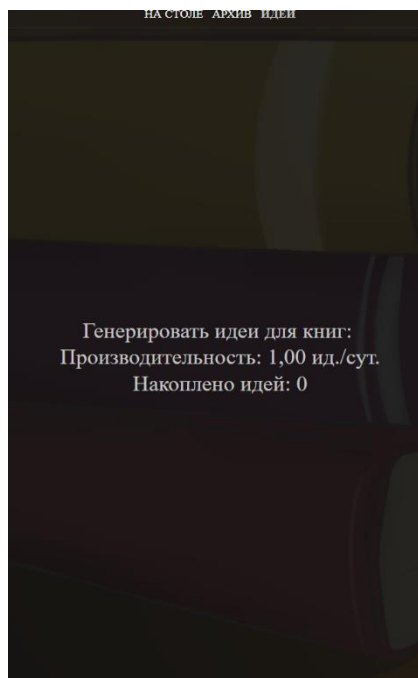 НА СТОЛЕ АРХИВ ИДЕИ
Генерировать идеи для книг:
Производительность: 1,00 ид./сут.
Накоплено идей: 0